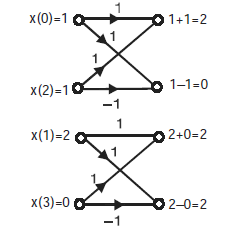 1
x(0)=1 1+1=2
1
1
x(2)=1 1–1=0
–1
1
x(1)=2 2+0=2
1
1
x(3)=0 2–0=2
–1